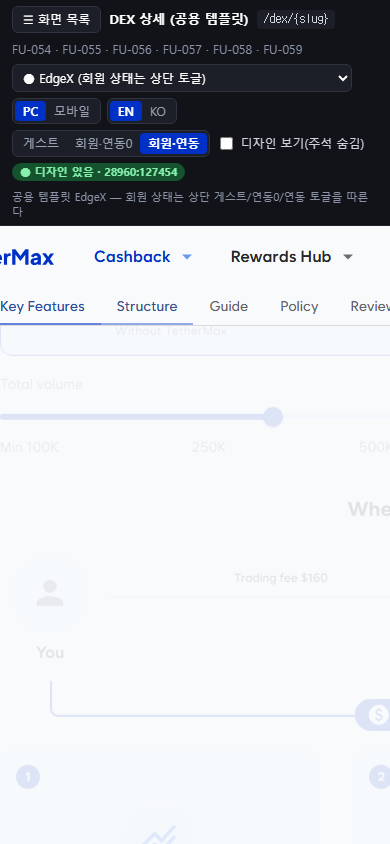 ☰ 화면 목록 DEX 상세 (공용 템플릿) /dex/{slug}
FU-054 · FU-055 · FU-056 · FU-057 · FU-058 · FU-059
● EdgeX (회원 상태는 상단 토글)
PC 모바일 EN KO
게스트 회원·연동0 회원·연동 디자인 보기(주석 숨김)
● 디자인 있음 · 28960:127454
공용 템플릿 EdgeX — 회원 상태는 상단 게스트/연동0/연동 토글을 따른
다
erMax Cashback Rewards Hub
Key Features Structure Guide Policy Review
Without TetherMax
Total volume
Min 100K 250K 500K
Whe
Trading fee $160
You
$
1 2